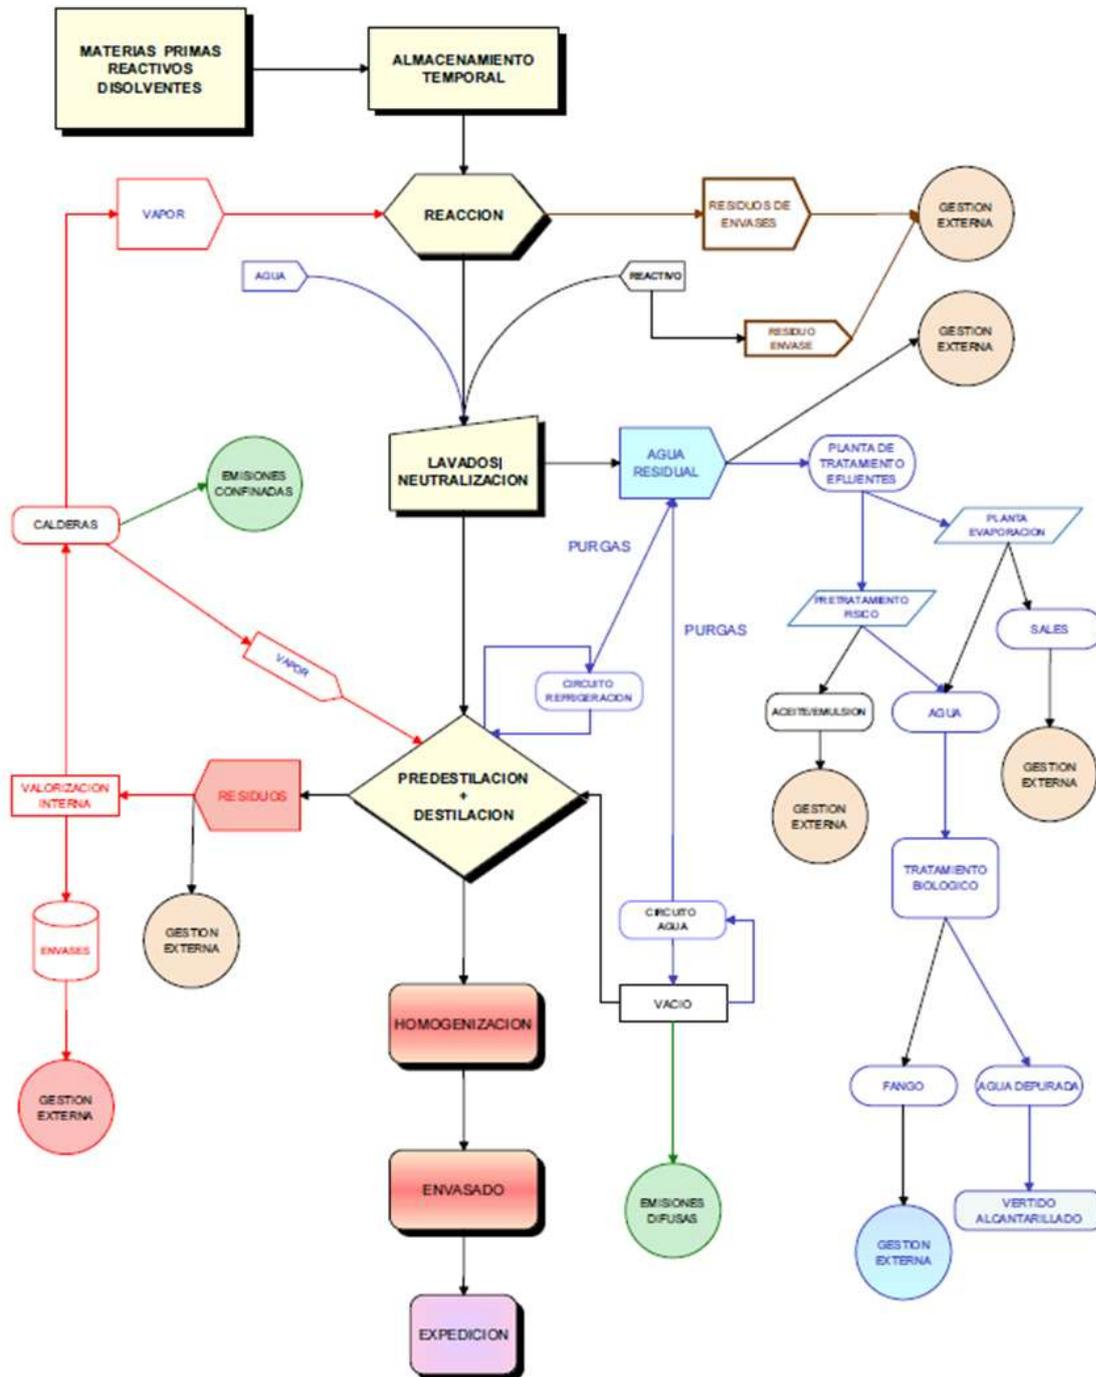 MATERIAS PRIMAS
REACTIVOS
DISOLVENTES
ALMACENAMIENTO
TEMPORAL
VAPOR
REACCION
RESIDUOS DE
ENVASES
GESTION
EXTERNA
AGUA
REACTIVO
RESIDUO
ENVASE
GESTION
EXTERNA
EMISIONES
CONFINADAS
LAVADOS|
NEUTRALIZACION
AGUA
RESIDUAL
PLANTA DE
TRATAMIENTO
EFLUENTES
CALDERAS
PURGAS
PLANTA
EVAPORACION
PRETRATAMIENTO
FISICO
PURGAS
SALES
VAPOR
CIRCUITO
REFRIGERACION
ACEITE/EMULSION
AGUA
VALORIZACION
INTERNA
RESIDUOS
PREDESTILACION
+
DESTILACION
GESTION
EXTERNA
GESTION
EXTERNA
TRATAMIENTO
BIOLOGICO
ENVASES
GESTION
EXTERNA
CIRCUITO
AGUA
VACIO
HOMOGENIZACION
GESTION
EXTERNA
FANGO
AGUA DEPURADA
ENVASADO
EMISIONES
DIFUSAS
VERTIDO
ALCANTARILLADO
GESTION
EXTERNA
EXPEDICION